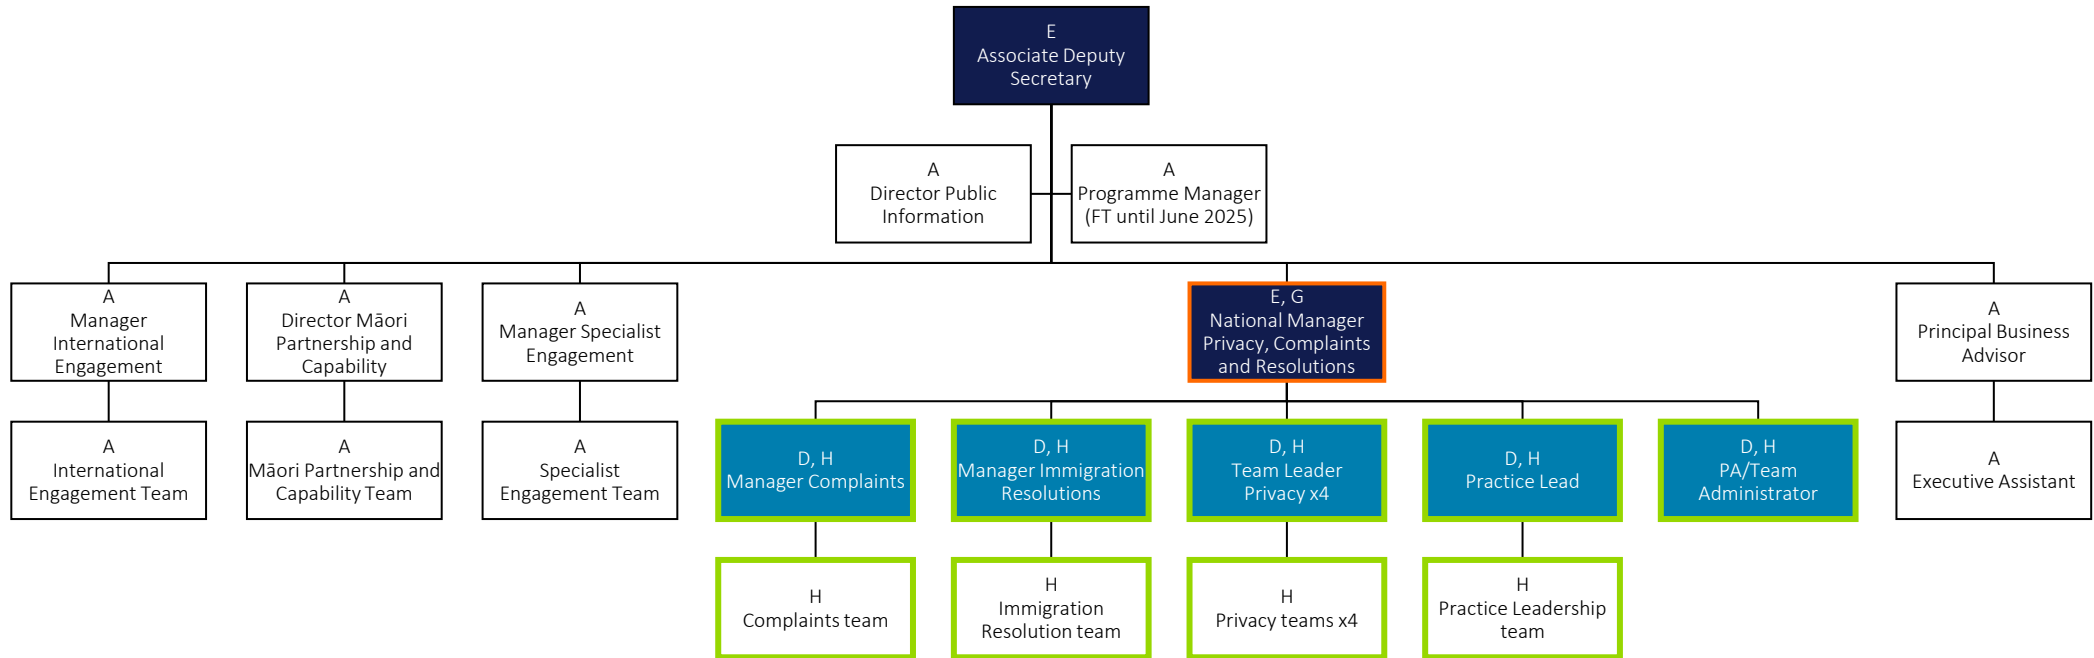 E
Associate Deputy
Secretary
A
Director Public
Information
A
Programme Manager
(FT until June 2025)
A
Manager
International
Engagement
A
Director Māori
Partnership and
Capability
A
Manager Specialist
Engagement
E, G
National Manager
Privacy, Complaints
and Resolutions
A
Principal Business
Advisor
A
International
Engagement Team
A
Māori Partnership and
Capability Team
A
Specialist
Engagement Team
D, H
Manager Complaints
D, H
Manager Immigration
Resolutions
D, H
Team Leader
Privacy x4
D, H
Practice Lead
D, H
PA/Team
Administrator
A
Executive Assistant
H
Complaints team
H
Immigration
Resolution team
H
Privacy teams x4
H
Practice Leadership
team